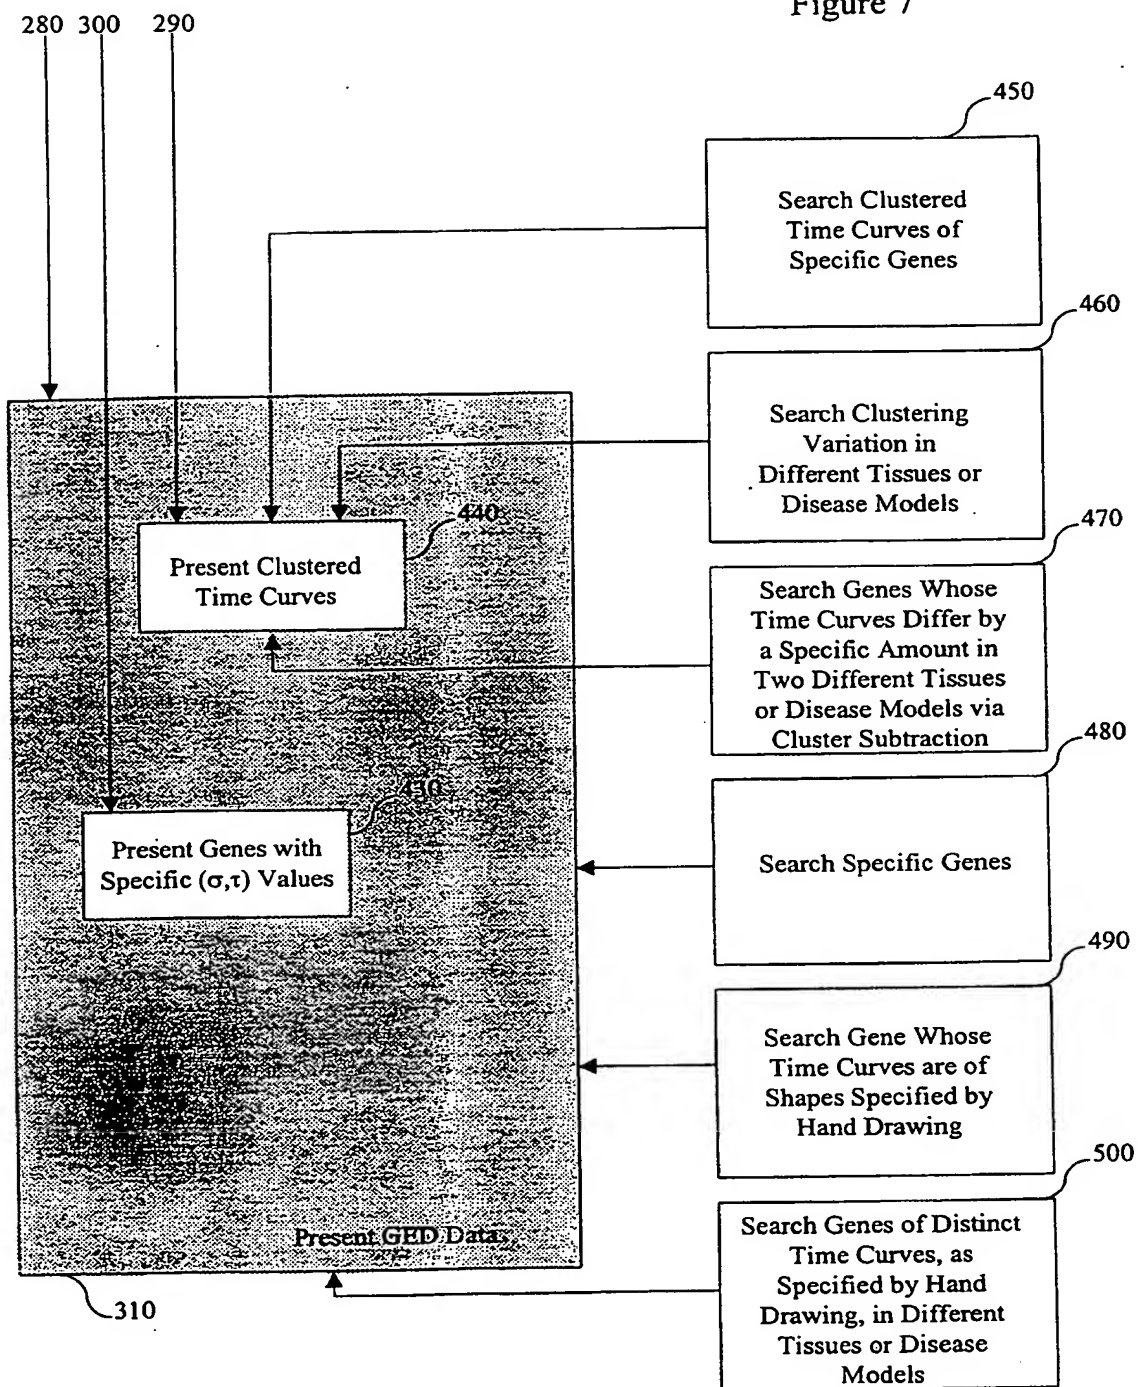 Figure 7
280 300 290
450
Search Clustered
Time Curves of
Specific Genes
460
Search Clustering
Variation in
Different Tissues or
Disease Models
440
Present Clustered
Time Curves
470
Search Genes Whose
Time Curves Differ by
a Specific Amount in
Two Different Tissues
or Disease Models via
Cluster Subtraction
480
Search Specific Genes
430
Present Genes with
Specific (σ,τ) Values
490
Search Gene Whose
Time Curves are of
Shapes Specified by
Hand Drawing
500
Search Genes of Distinct
Time Curves, as
Specified by Hand
Drawing, in Different
Tissues or Disease
Models
Present GED Data
310